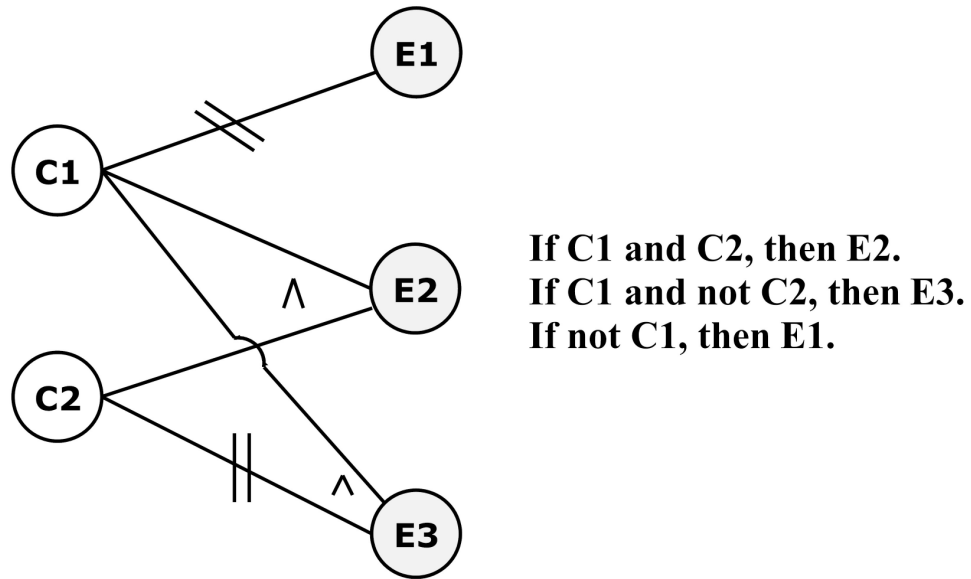 E1
C1
E2
C2
E3
If C1 and C2, then E2.
If C1 and not C2, then E3.
If not C1, then E1.